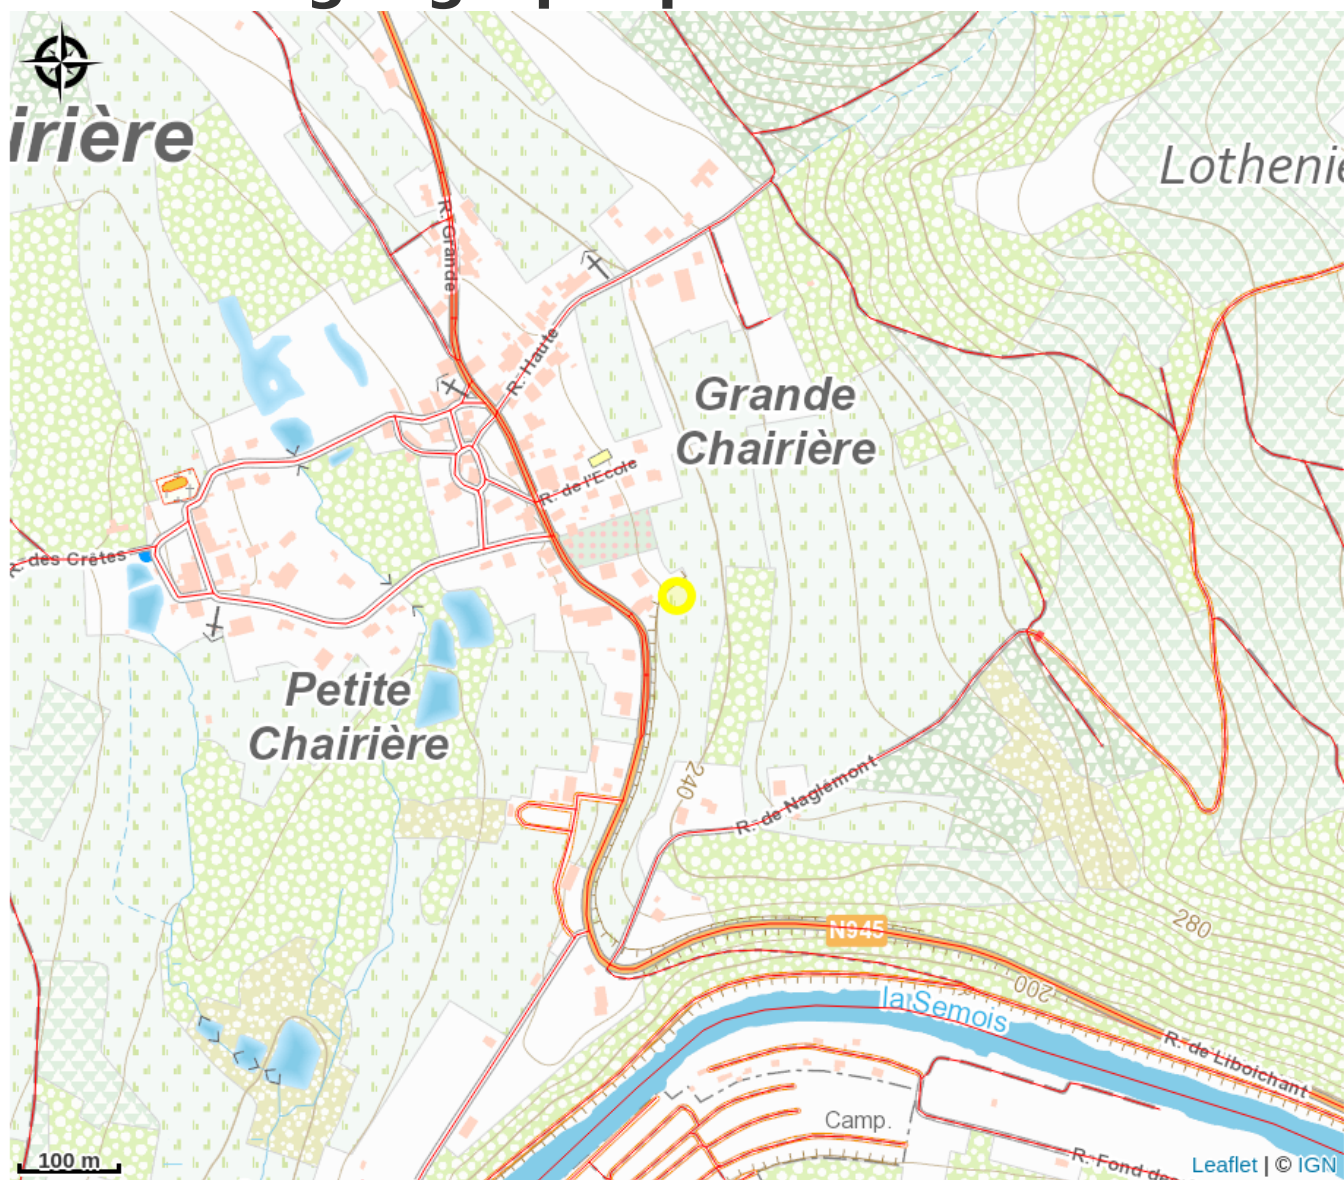 irière
Lothenie
R. Grande
R. Haute
Grande
Chairière
R. de l'Ecole
R. des Crêtes
Petite
Chairière
240
R. de Naglémont
280
N945
200
la Semois
R. de Liboichant
Camp.
R. Fond des
100 m
Leaflet | © IGN